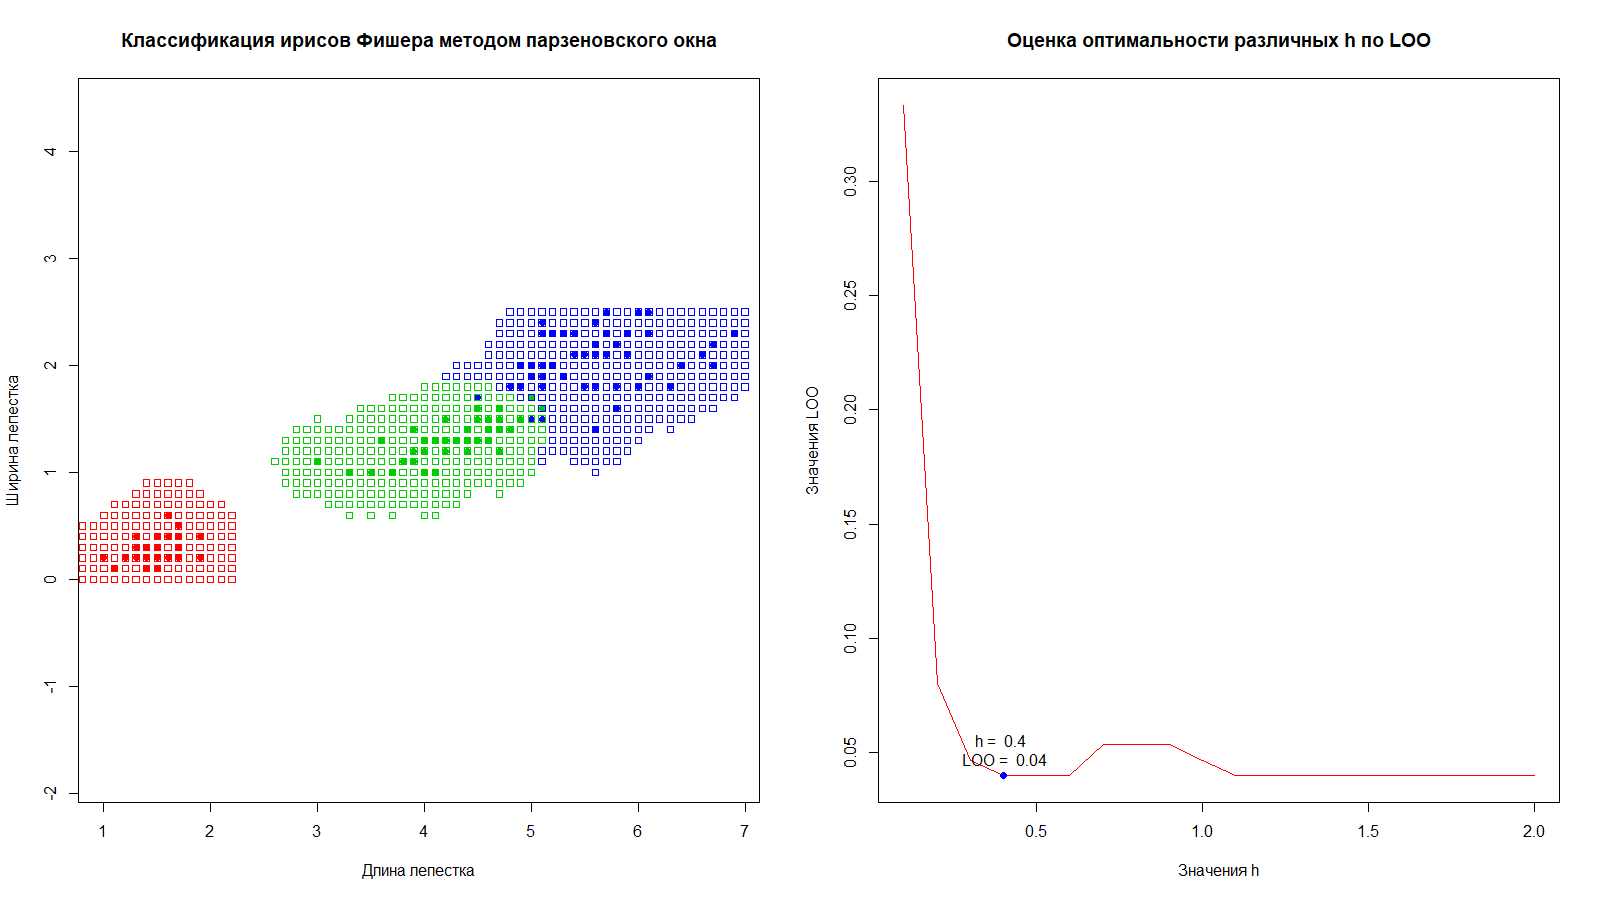 Классификация ирисов Фишера методом парзеновского окна
Ширина лепестка
4
3
2
1
0
-1
-2
1 2 3 4 5 6 7
Длина лепестка
Оценка оптимальности различных h по LOO
Значения LOO
0.30
0.25
0.20
0.15
0.10
0.05
h = 0.4
LOO = 0.04
0.5 1.0 1.5 2.0
Значения h